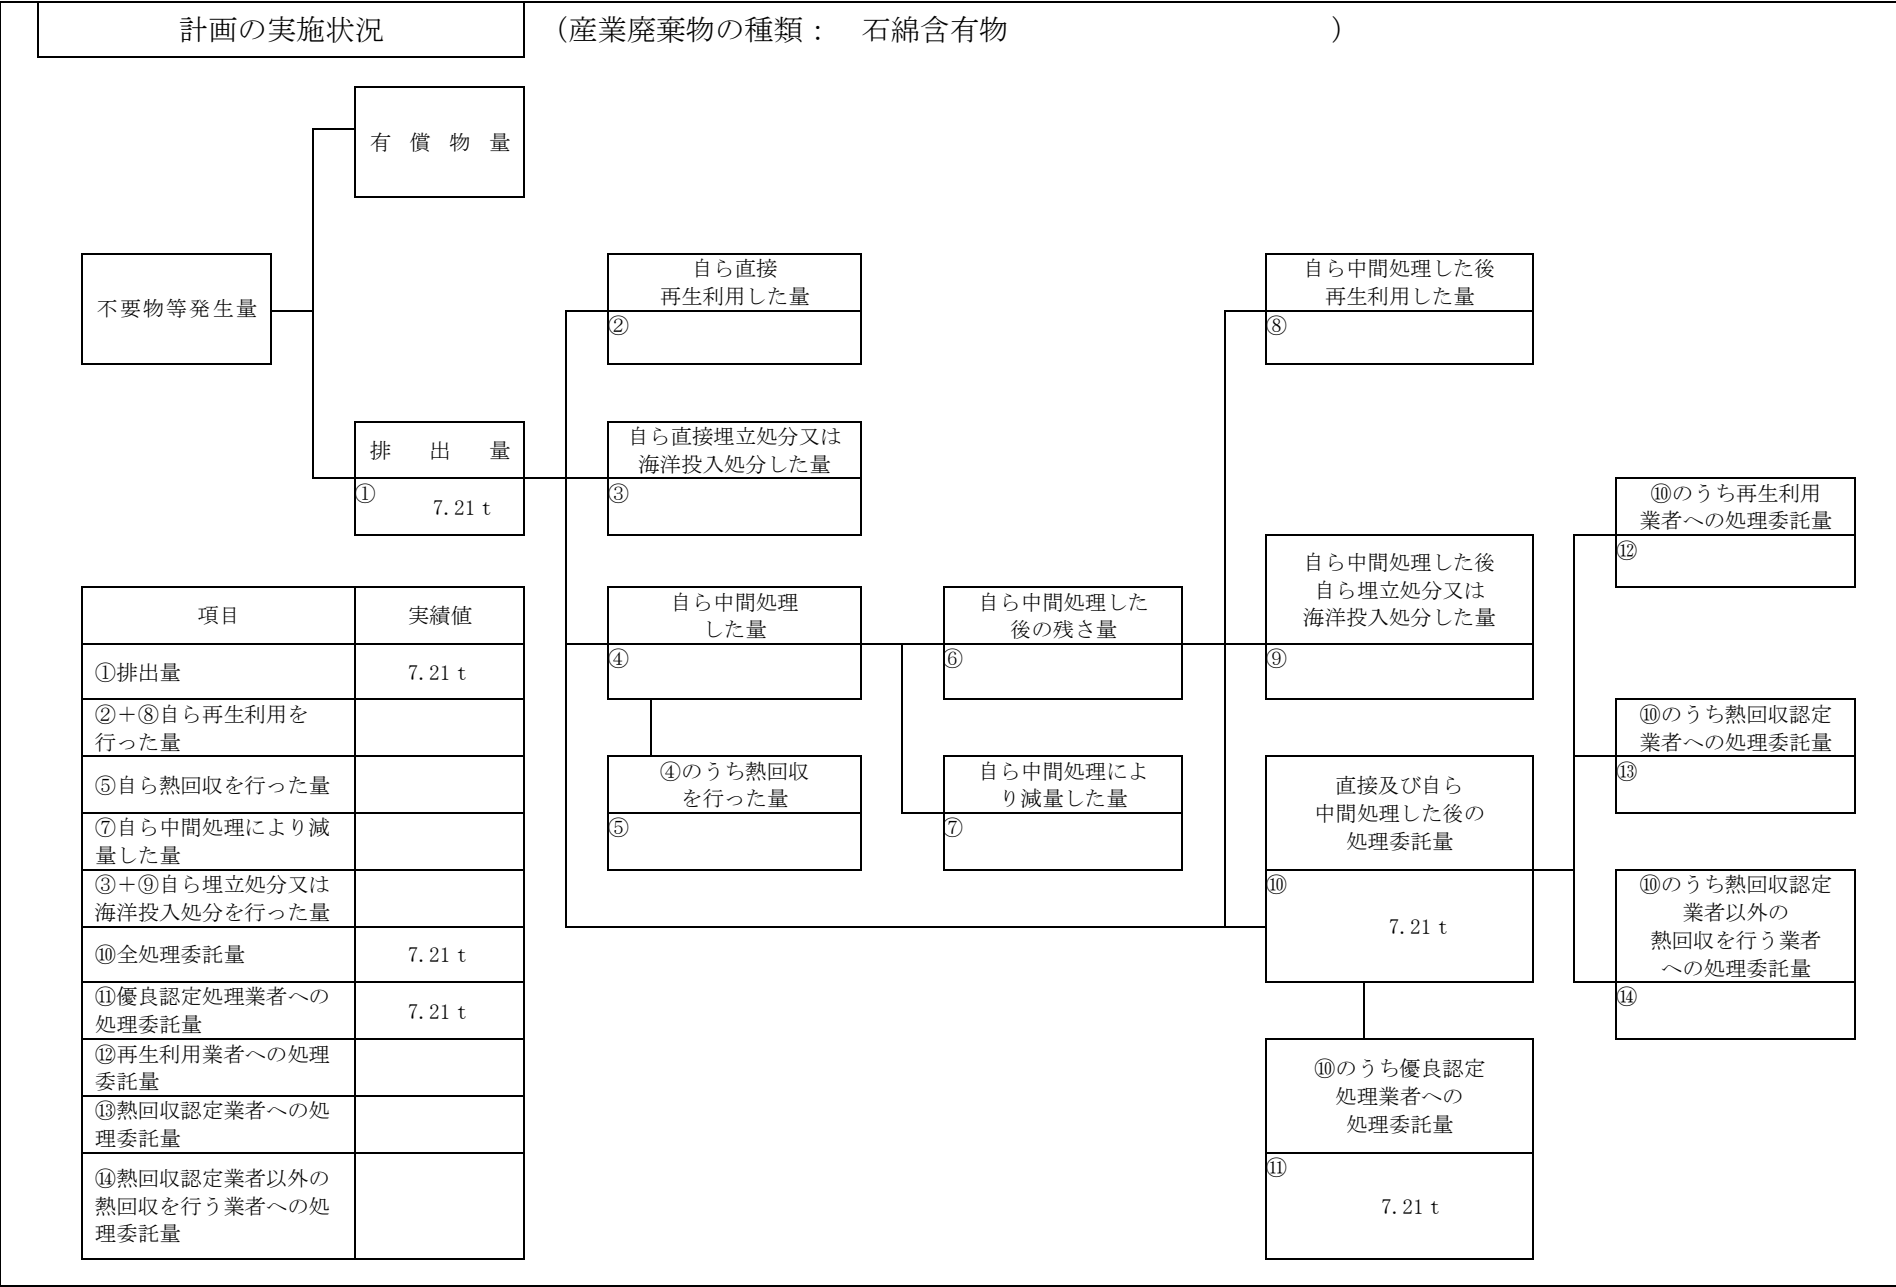 計画の実施状況
（産業廃棄物の種類： 石綿含有物 ）
有償物量
不要物等発生量
排出量
①
7.21 t
自ら直接
再生利用した量
②
自ら直接埋立処分又は
海洋投入処分した量
③
自ら中間処理
した量
④
④のうち熱回収
を行った量
⑤
自ら中間処理した
後の残さ量
⑥
自ら中間処理によ
り減量した量
⑦
自ら中間処理した後
再生利用した量
⑧
自ら中間処理した後
自ら埋立処分又は
海洋投入処分した量
⑨
直接及び自ら
中間処理した後の
処理委託量
⑩
7.21 t
⑩のうち優良認定
処理業者への
処理委託量
⑪
7.21 t
⑩のうち再生利用
業者への処理委託量
⑫
⑩のうち熱回収認定
業者への処理委託量
⑬
⑩のうち熱回収認定
業者以外の
熱回収を行う業者
への処理委託量
⑭
項目 実績値
①排出量 7.21 t
②＋⑧自ら再生利用を
行った量
⑤自ら熱回収を行った量
⑦自ら中間処理により減
量した量
③＋⑨自ら埋立処分又は
海洋投入処分を行った量
⑩全処理委託量 7.21 t
⑪優良認定処理業者への
処理委託量
7.21 t
⑫再生利用業者への処理
委託量
⑬熱回収認定業者への処
理委託量
⑭熱回収認定業者以外の
熱回収を行う業者への処
理委託量